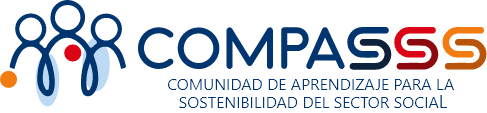 COMPASSS
COMUNIDAD DE APRENDIZAJE PARA LA
SOSTENIBILIDAD DEL SECTOR SOCIAL